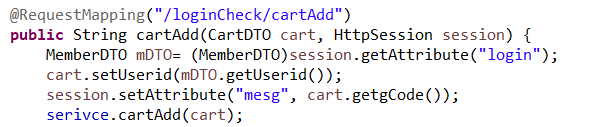 @RequestMapping("/loginCheck/cartAdd")
public String cartAdd(CartDTO cart, HttpSession session) {
MemberDTO mDTO= (MemberDTO)session.getAttribute("login");
cart.setUserid(mDTO.getUserid());
session.setAttribute("mesg", cart.getgCode());
serivce.cartAdd(cart);